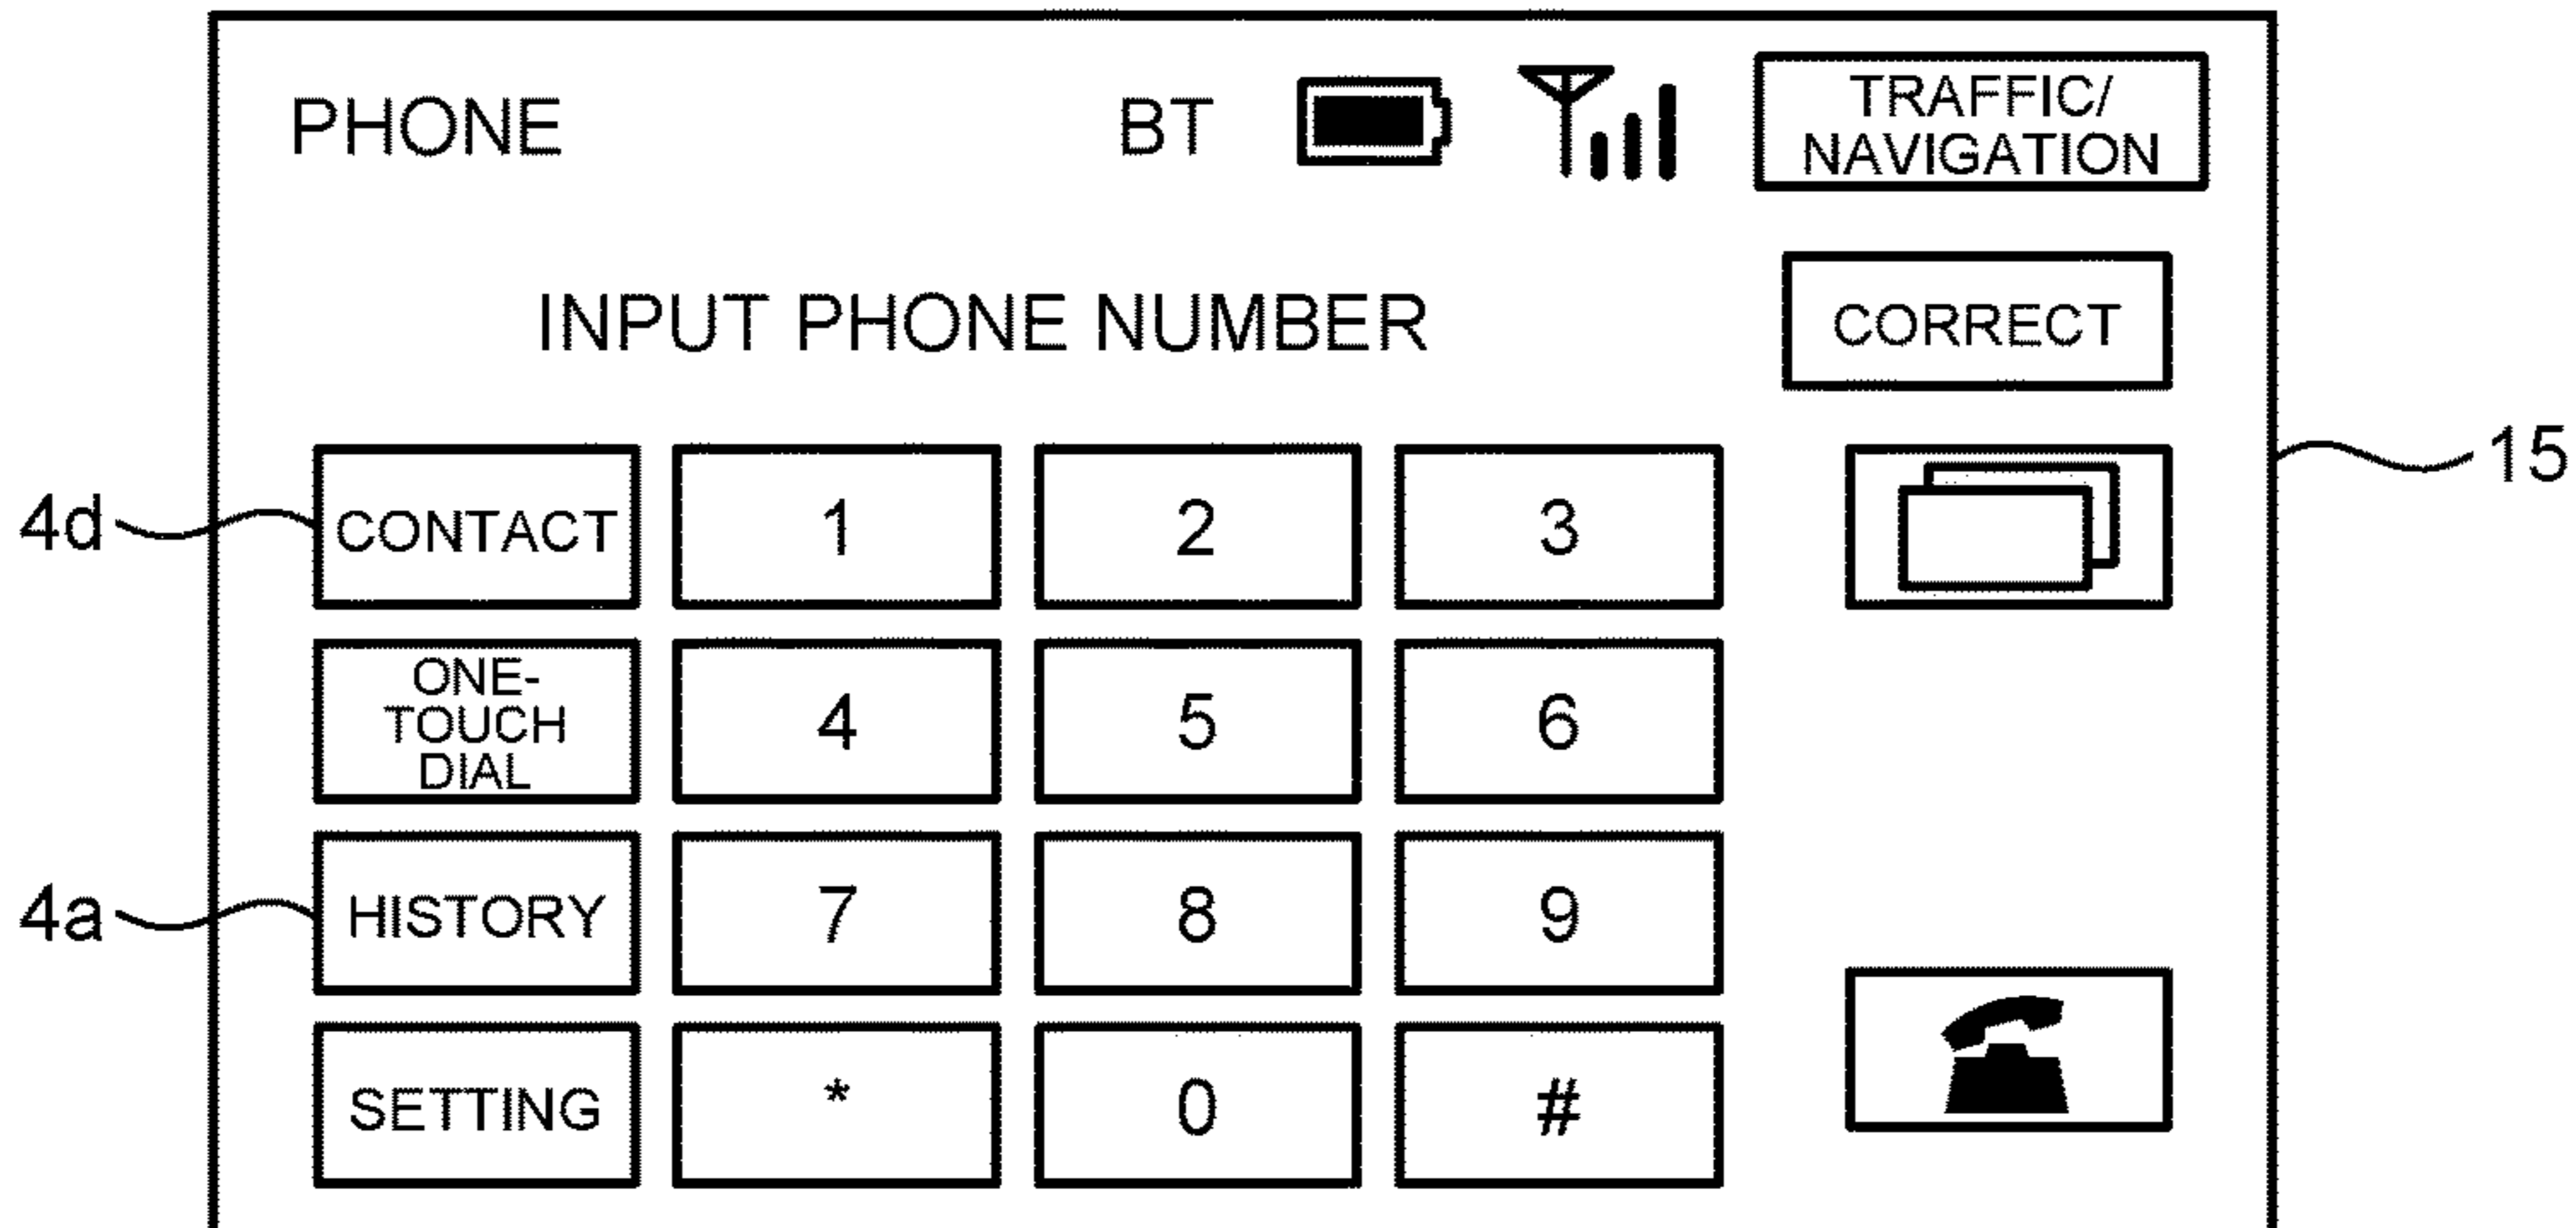 PHONE
BT
TRAFFIC/
NAVIGATION
INPUT PHONE NUMBER
CORRECT
15
4d
CONTACT
1
2
3
ONE-
TOUCH
DIAL
4
5
6
4a
HISTORY
7
8
9
SETTING
*
0
#